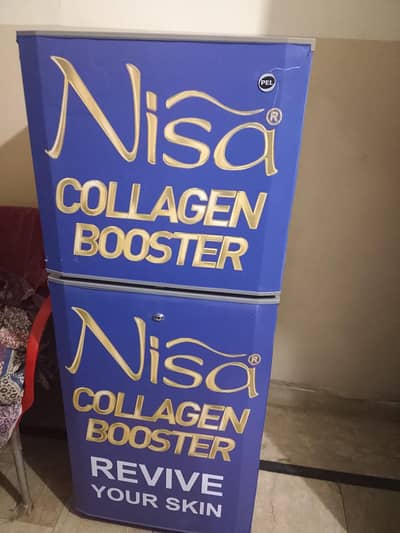 PEL
Nisa®
COLLAGEN
BOOSTER
Nisa®
COLLAGEN
BOOSTER
REVIVE
YOUR SKIN